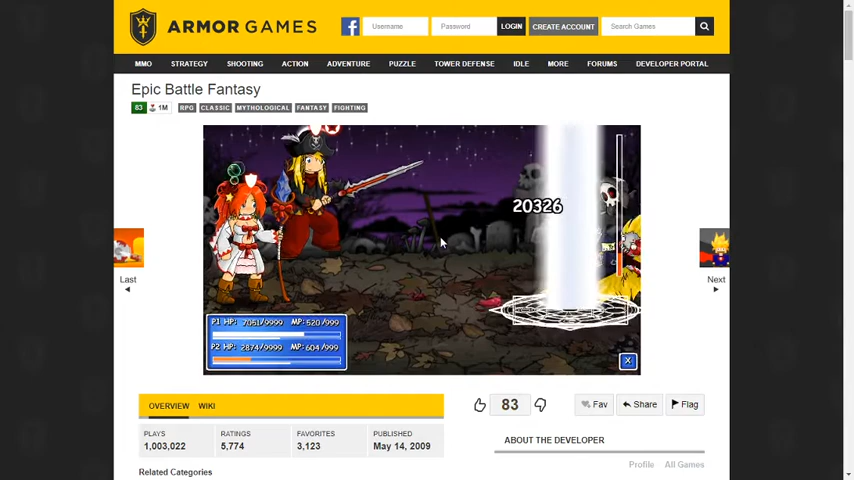 ARMOR GAMES
Username
Password
LOGIN
CREATE ACCOUNT
Search Games
MMO
STRATEGY
SHOOTING
ACTION
ADVENTURE
PUZZLE
TOWER DEFENSE
IDLE
MORE
FORUMS
DEVELOPER PORTAL
Epic Battle Fantasy
83
1M
RPG
CLASSIC
MYTHOLOGICAL
FANTASY
FIGHTING
20326
Last
Next
P1 HP: 7051/9999 MP: 520/999
P2 HP: 2874/9999 MP: 604/999
X
OVERVIEW
WIKI
83
Fav
Share
Flag
PLAYS
RATINGS
FAVORITES
PUBLISHED
1,003,022
5,774
3,123
May 14, 2009
ABOUT THE DEVELOPER
Profile
All Games
Related Categories